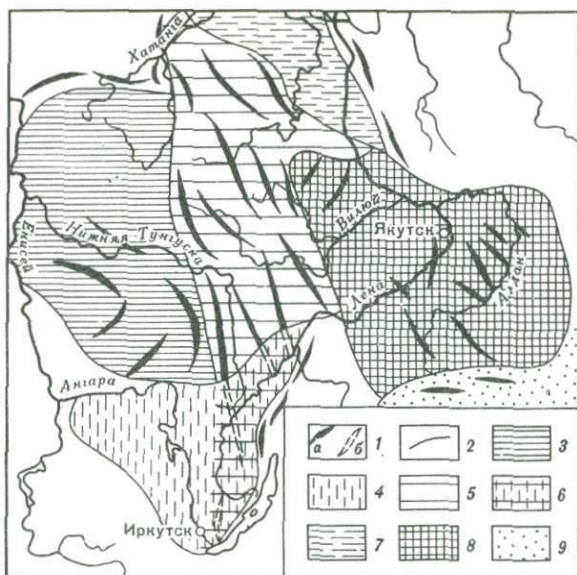 Хатанга
Енисей
Нижняя Тунгуска
Вилюй
Якутск
Лена
Алдан
Ангара
Иркутск
а б 1
2
3
4
5
6
7
8
9